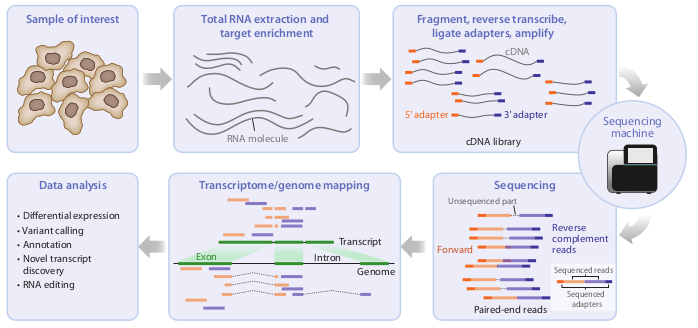 Sample of interest
Total RNA extraction and
target enrichment
RNA molecule
Fragment, reverse transcribe,
ligate adapters, amplify
cDNA
5' adapter
3' adapter
cDNA library
Sequencing
machine
Data analysis
• Differential expression
• Variant calling
• Annotation
• Novel transcript
discovery
• RNA editing
Transcriptome/genome mapping
Transcript
Exon
Intron
Genome
Sequencing
Unsequenced part
Reverse
complement
reads
Forward
Sequenced reads
Sequenced
adapters
Paired-end reads